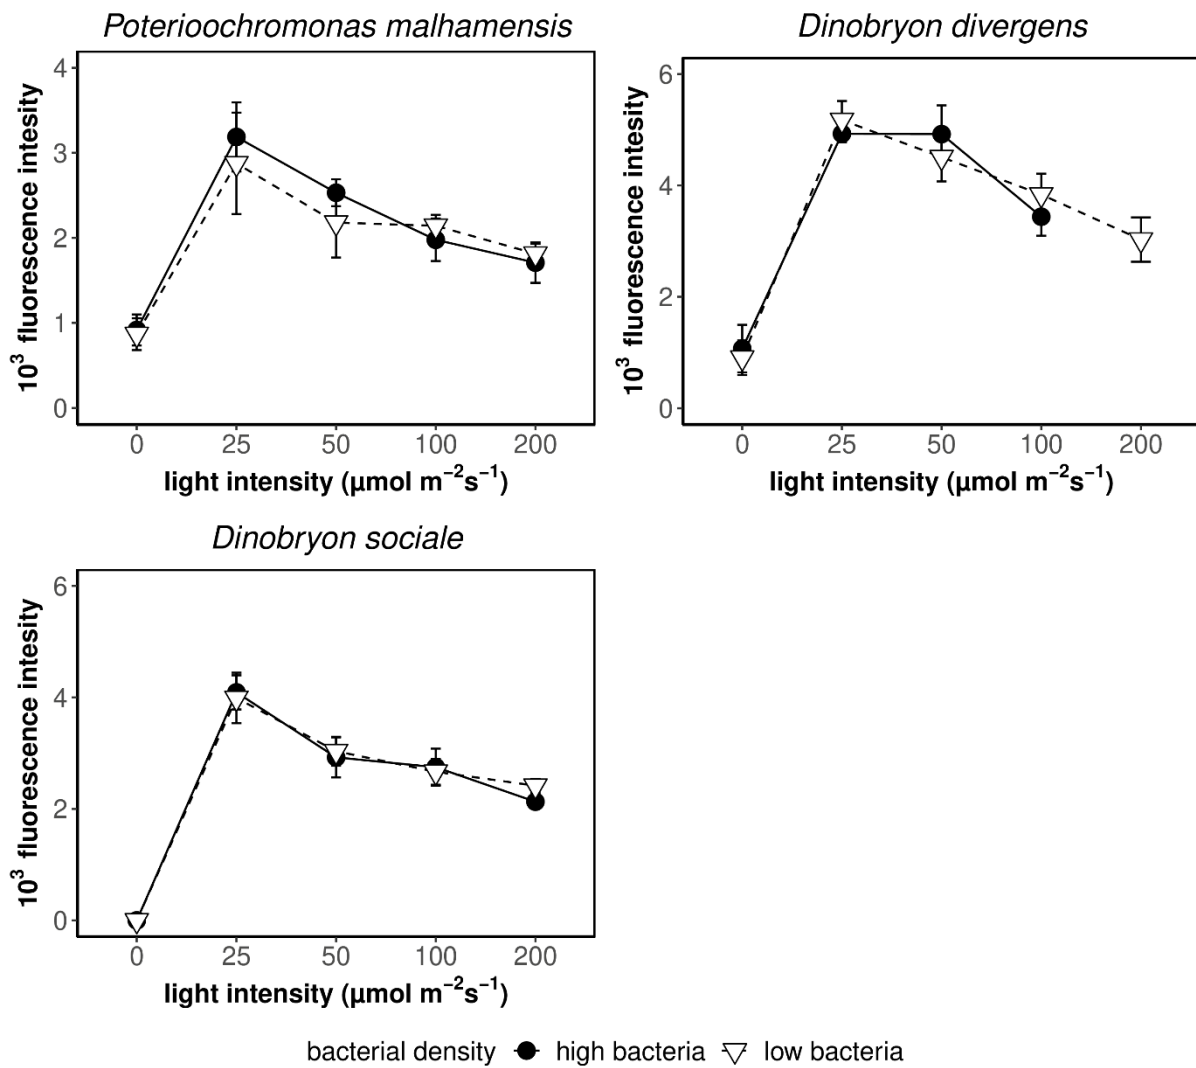 Poterioochromonas malhamensis
10³ fluorescence intesity
4
3
2
1
0
0 25 50 100 200
light intensity (µmol m⁻²s⁻¹)
Dinobryon divergens
10³ fluorescence intesity
6
4
2
0
0 25 50 100 200
light intensity (µmol m⁻²s⁻¹)
Dinobryon sociale
10³ fluorescence intesity
6
4
2
0
0 25 50 100 200
light intensity (µmol m⁻²s⁻¹)
bacterial density high bacteria low bacteria